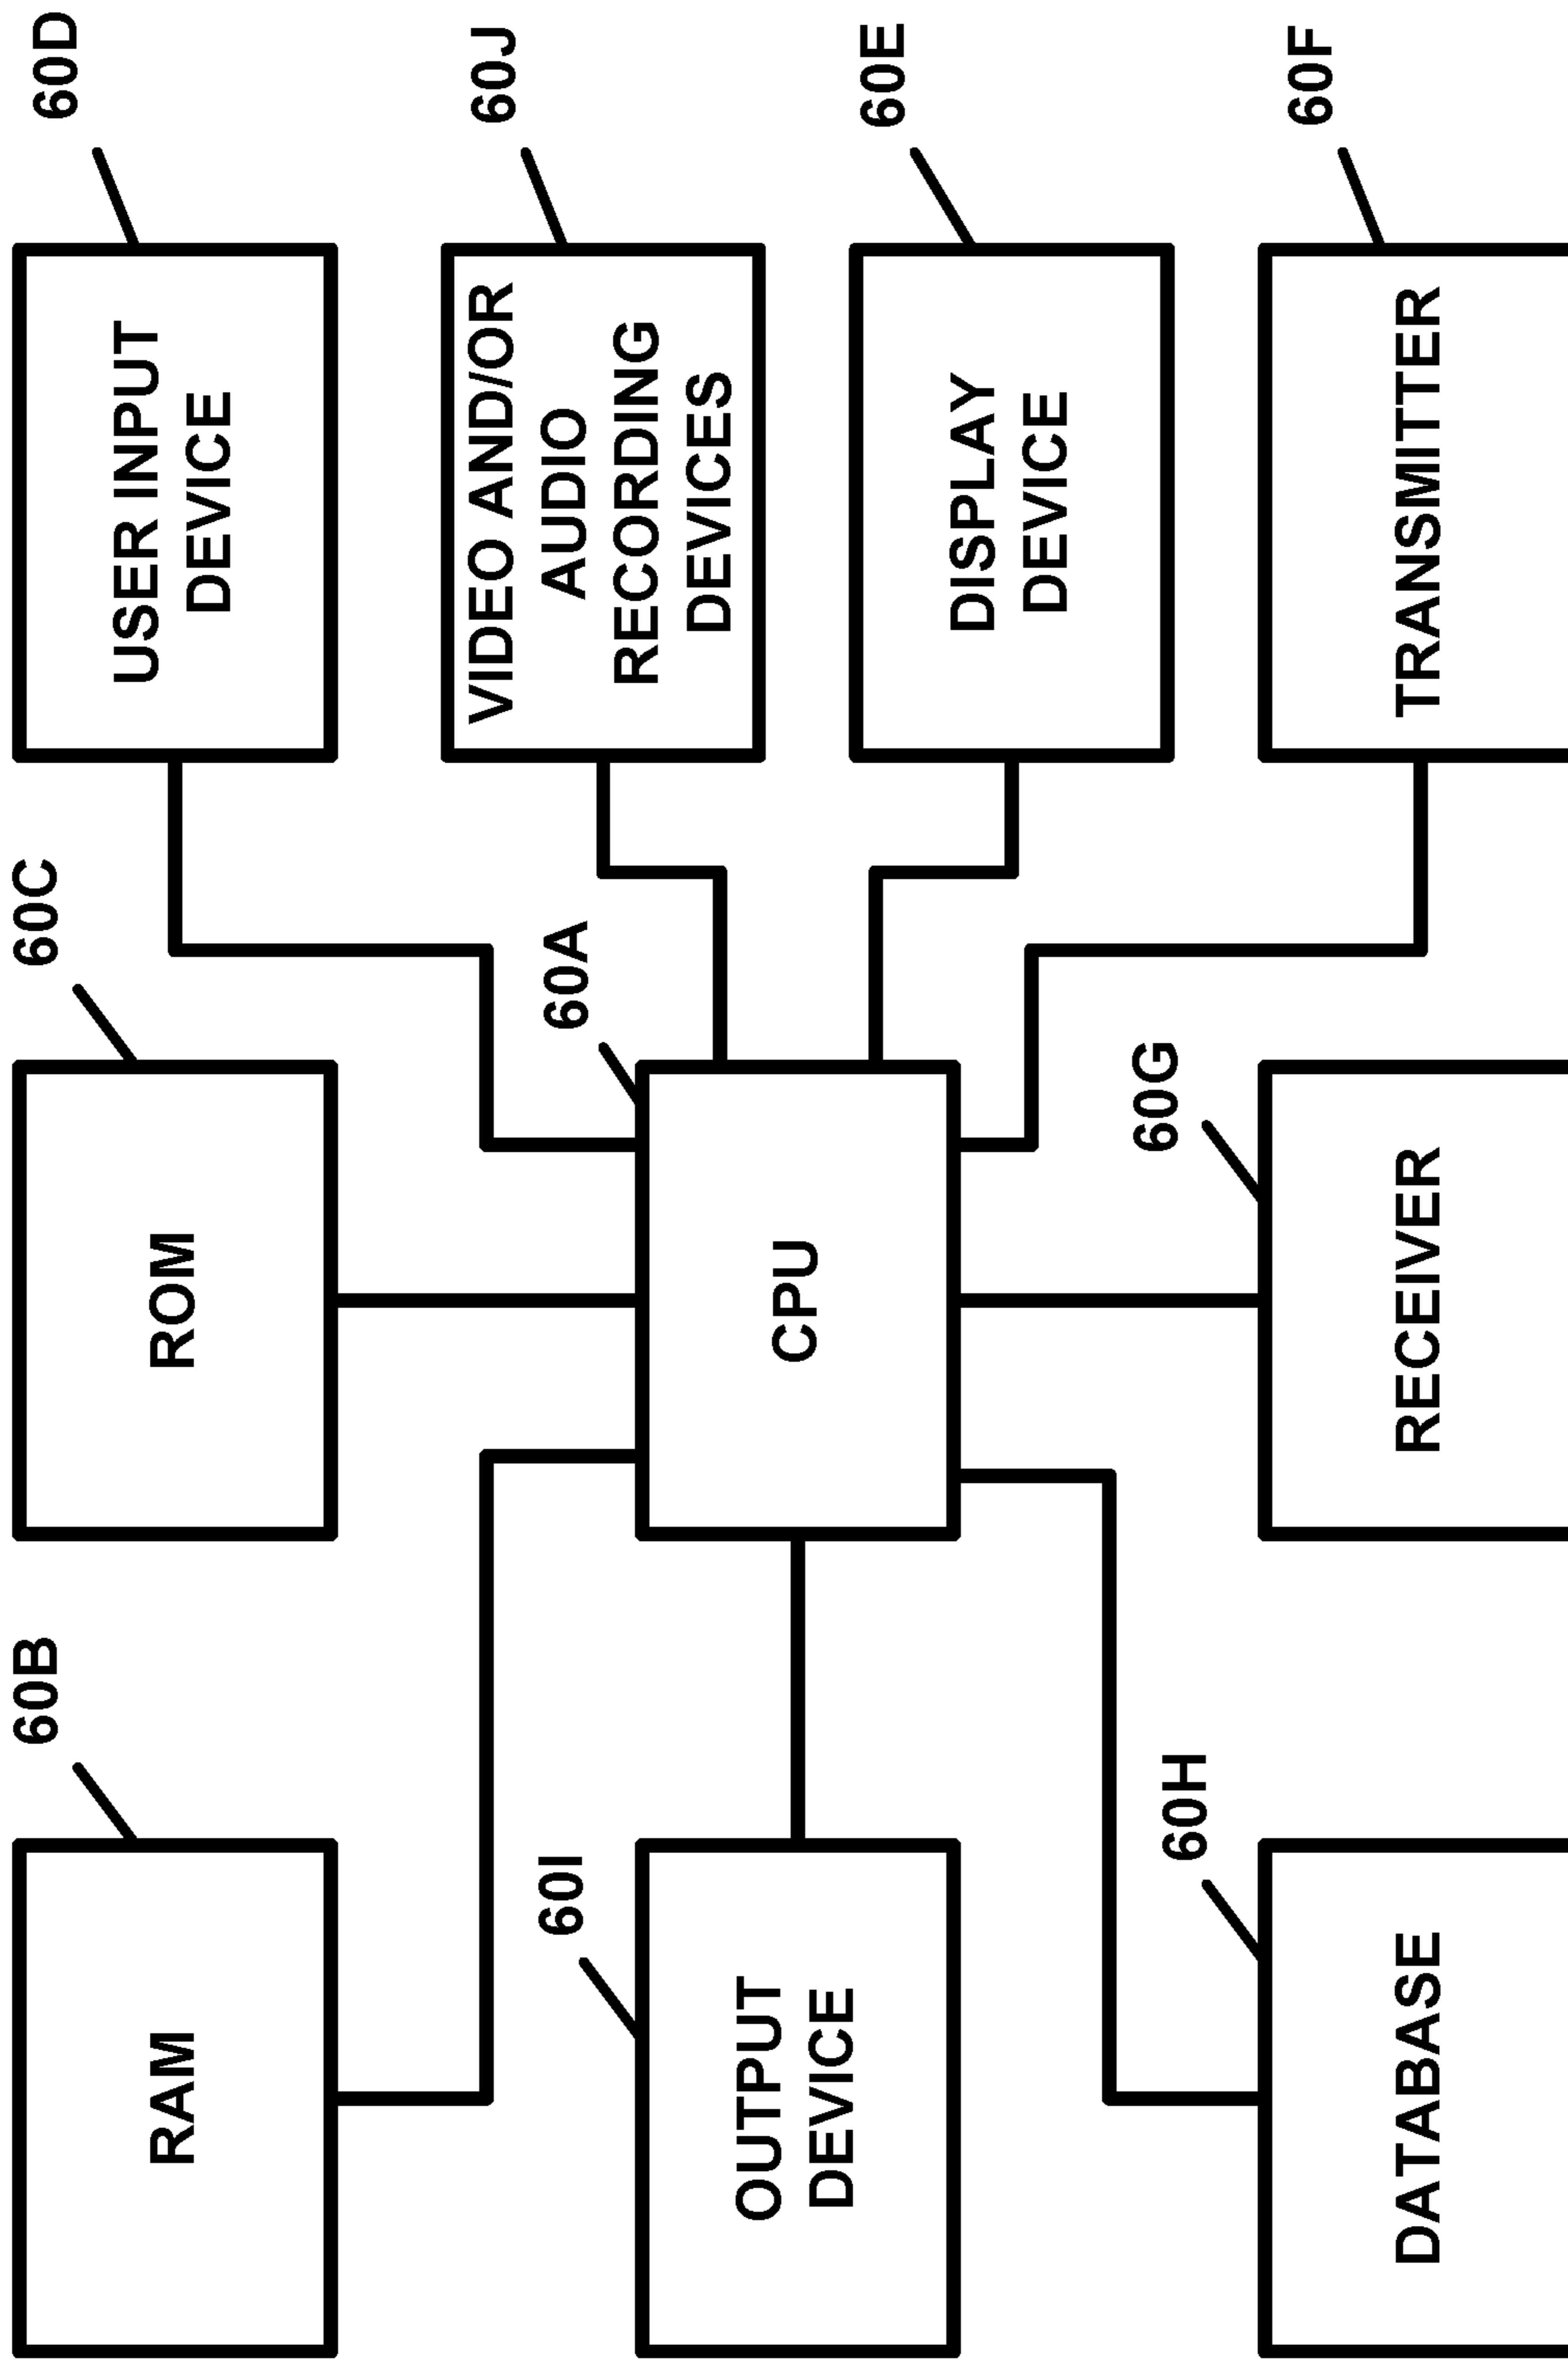 60B
RAM
60C
ROM
60D
USER INPUT
DEVICE
60I
OUTPUT
DEVICE
60A
CPU
60J
VIDEO AND/OR
AUDIO
RECORDING
DEVICES
60E
DISPLAY
DEVICE
60H
DATABASE
60G
RECEIVER
60F
TRANSMITTER